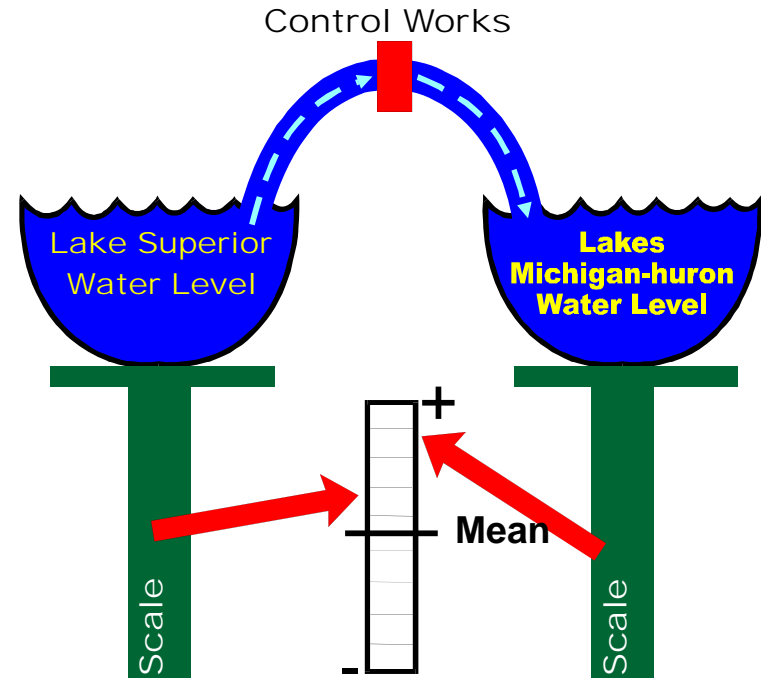 Control Works
Lake Superior
Water Level
Lakes
Michigan-huron
Water Level
+
Mean
-
Scale
Scale